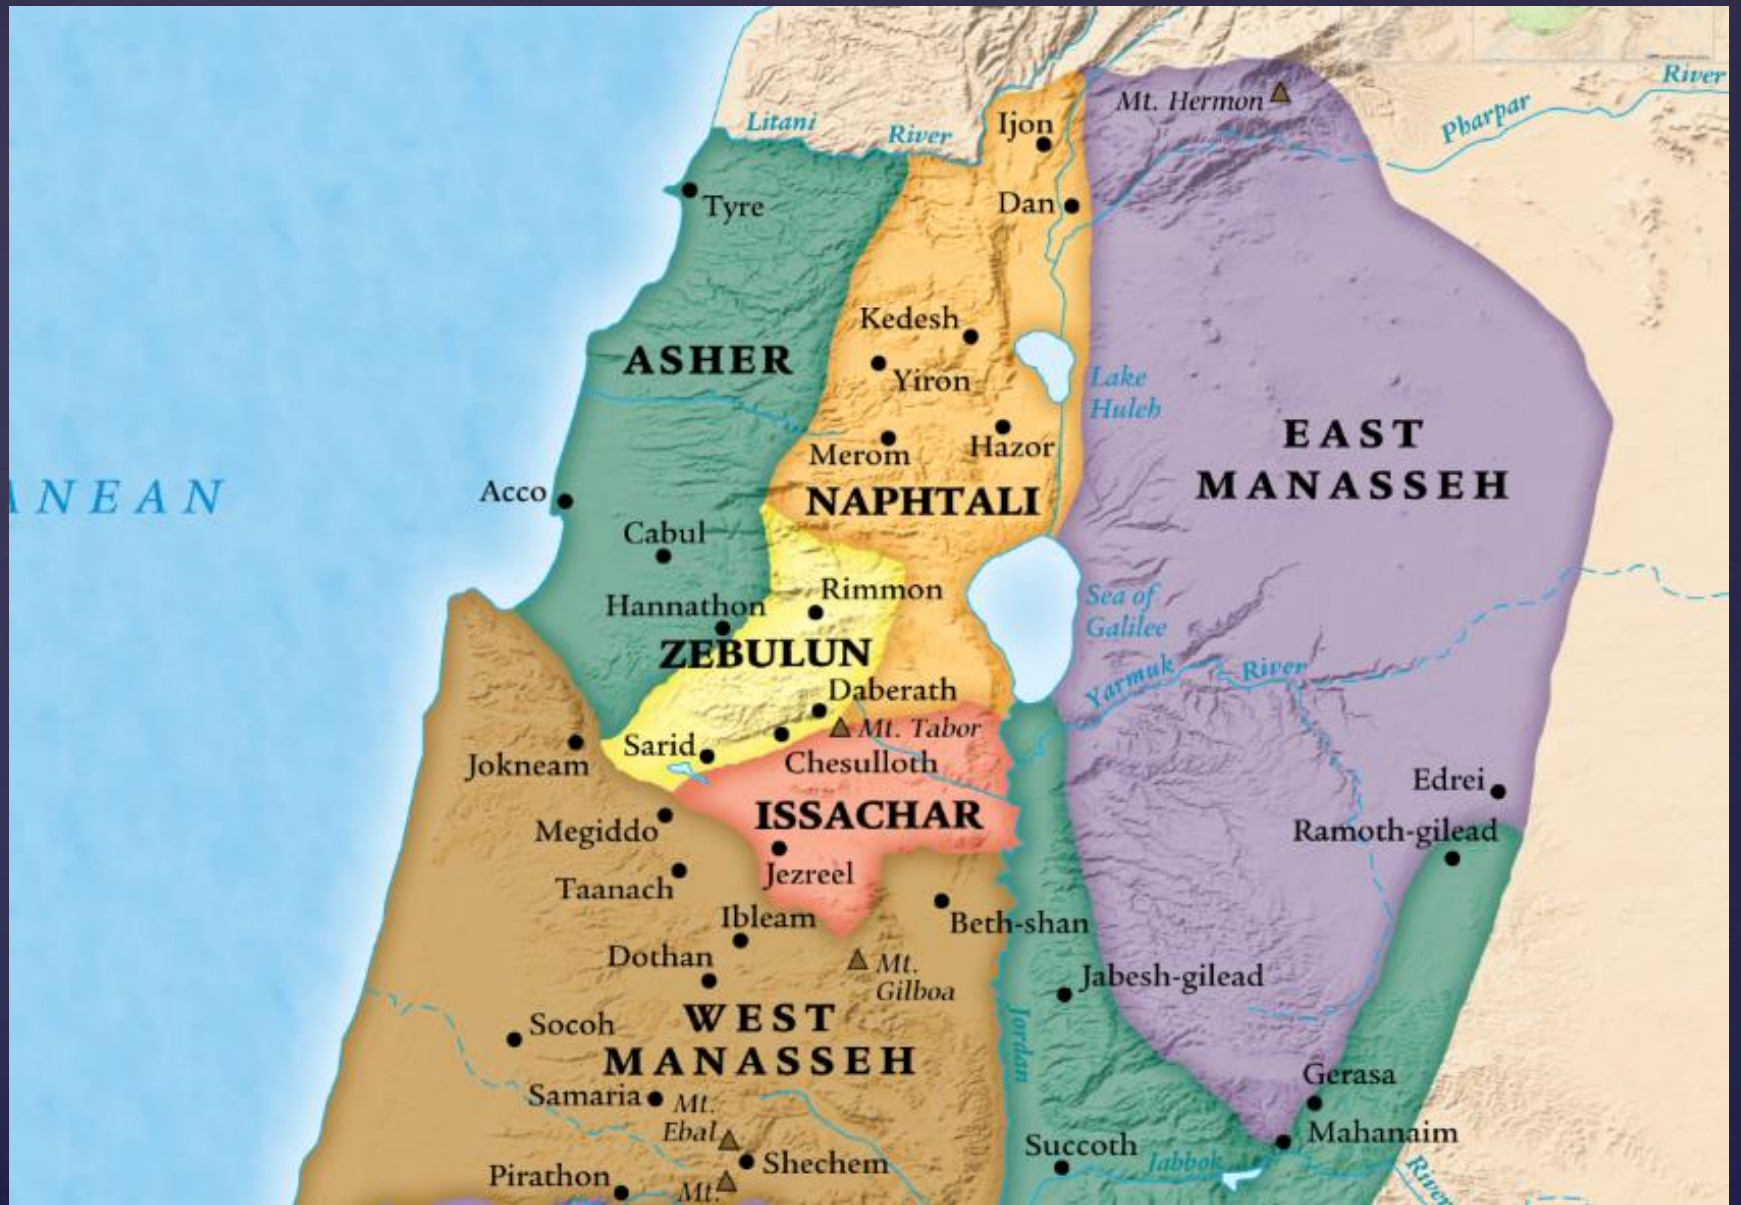 River
Pharpar
Mt. Hermon
Litani
River
Ijon
Dan
Tyre
Kedesh
Yiron
ASHER
Lake
Huleh
Merom
Hazor
NAPHTALI
EAST
MANASSEH
ANEAN
Acco
Cabul
Rimmon
Hannathon
ZEBULUN
Sea of
Galilee
Yarmuk
River
Daberath
Mt. Tabor
Sarid
Chesulloth
Jokneam
ISSACHAR
Edrei
Ramoth-gilead
Megiddo
Taanach
Jezreel
Ibleam
Beth-shan
Dothan
Mt.
Gilboa
Jabesh-gilead
WEST
MANASSEH
Socoh
Jordan
Samaria
Mt.
Ebal
Gerasa
Mahanaim
Shechem
Succoth
Jabbok
River
Pirathon
Mt.